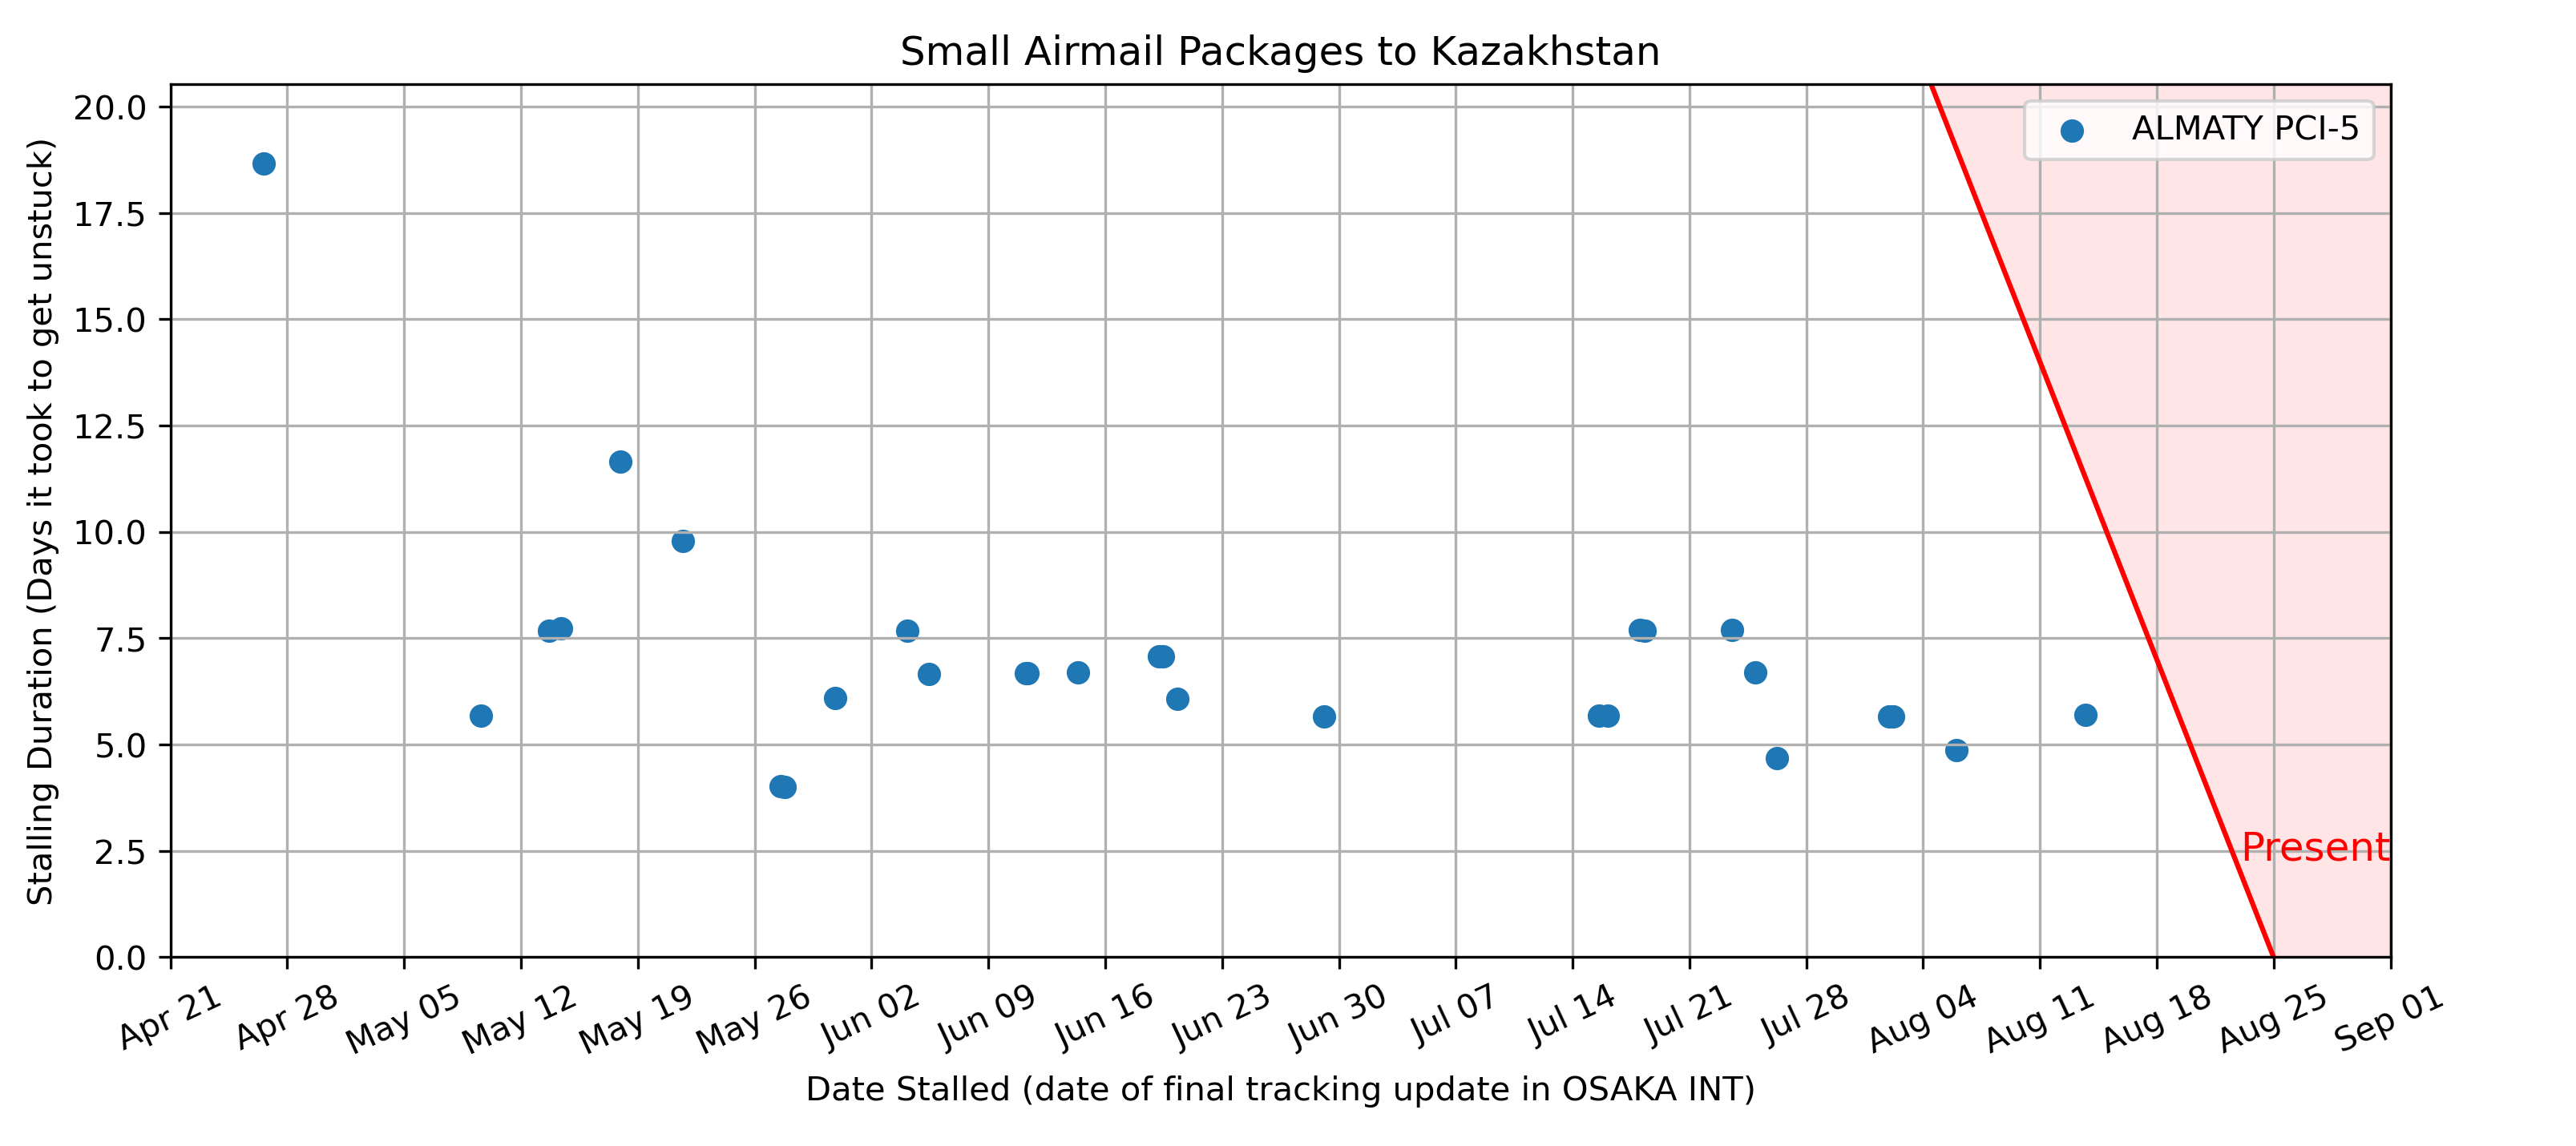 Small Airmail Packages to Kazakhstan
ALMATY PCI-5
Stalling Duration (Days it took to get unstuck)
20.0
17.5
15.0
12.5
10.0
7.5
5.0
2.5
0.0
Present
Apr 21 Apr 28 May 05 May 12 May 19 May 26 Jun 02 Jun 09 Jun 16 Jun 23 Jun 30 Jul 07 Jul 14 Jul 21 Jul 28 Aug 04 Aug 11 Aug 18 Aug 25 Sep 01
Date Stalled (date of final tracking update in OSAKA INT)